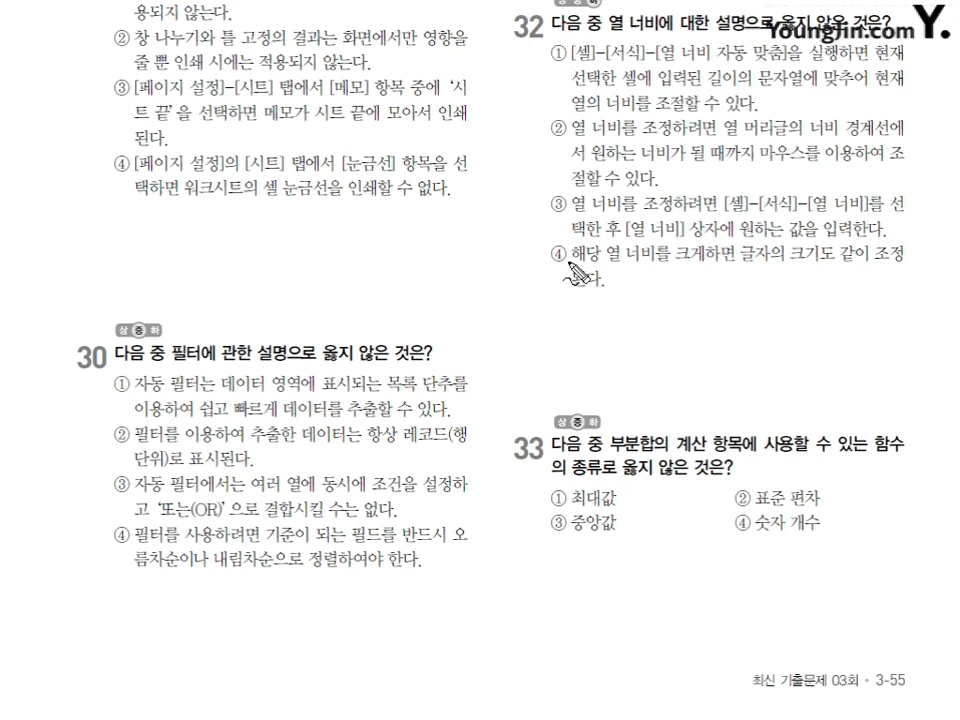 용되지 않는다.
② 창 나누기와 틀 고정의 결과는 화면에서만 영향을
줄 뿐 인쇄 시에는 적용되지 않는다.
③ [페이지 설정]-[시트] 탭에서 [메모] 항목 중에 ‘시
트 끝’을 선택하면 메모가 시트 끝에 모아서 인쇄
된다.
④ [페이지 설정]의 [시트] 탭에서 [눈금선] 항목을 선
택하면 워크시트의 셀 눈금선을 인쇄할 수 없다.
상 중 하
30 다음 중 필터에 관한 설명으로 옳지 않은 것은?
① 자동 필터는 데이터 영역에 표시되는 목록 단추를
이용하여 쉽고 빠르게 데이터를 추출할 수 있다.
② 필터를 이용하여 추출한 데이터는 항상 레코드(행
단위)로 표시된다.
③ 자동 필터에서는 여러 열에 동시에 조건을 설정하
고 ‘또는(OR)’으로 결합시킬 수는 없다.
④ 필터를 사용하려면 기준이 되는 필드를 반드시 오
름차순이나 내림차순으로 정렬하여야 한다.
32 다음 중 열 너비에 대한 설명으로 옳지 않은 것은?
YoungJin.com Y.
① [셀]-[서식]-[열 너비 자동 맞춤]을 실행하면 현재
선택한 셀에 입력된 길이의 문자열에 맞추어 현재
열의 너비를 조절할 수 있다.
② 열 너비를 조정하려면 열 머리글의 너비 경계선에
서 원하는 너비가 될 때까지 마우스를 이용하여 조
절할 수 있다.
③ 열 너비를 조정하려면 [셀]-[서식]-[열 너비]를 선
택한 후 [열 너비] 상자에 원하는 값을 입력한다.
④ 해당 열 너비를 크게하면 글자의 크기도 같이 조정
다.
상 중 하
33 다음 중 부분합의 계산 항목에 사용할 수 있는 함수
의 종류로 옳지 않은 것은?
① 최대값 ② 표준 편차
③ 중앙값 ④ 숫자 개수
최신 기출문제 03회 • 3-55